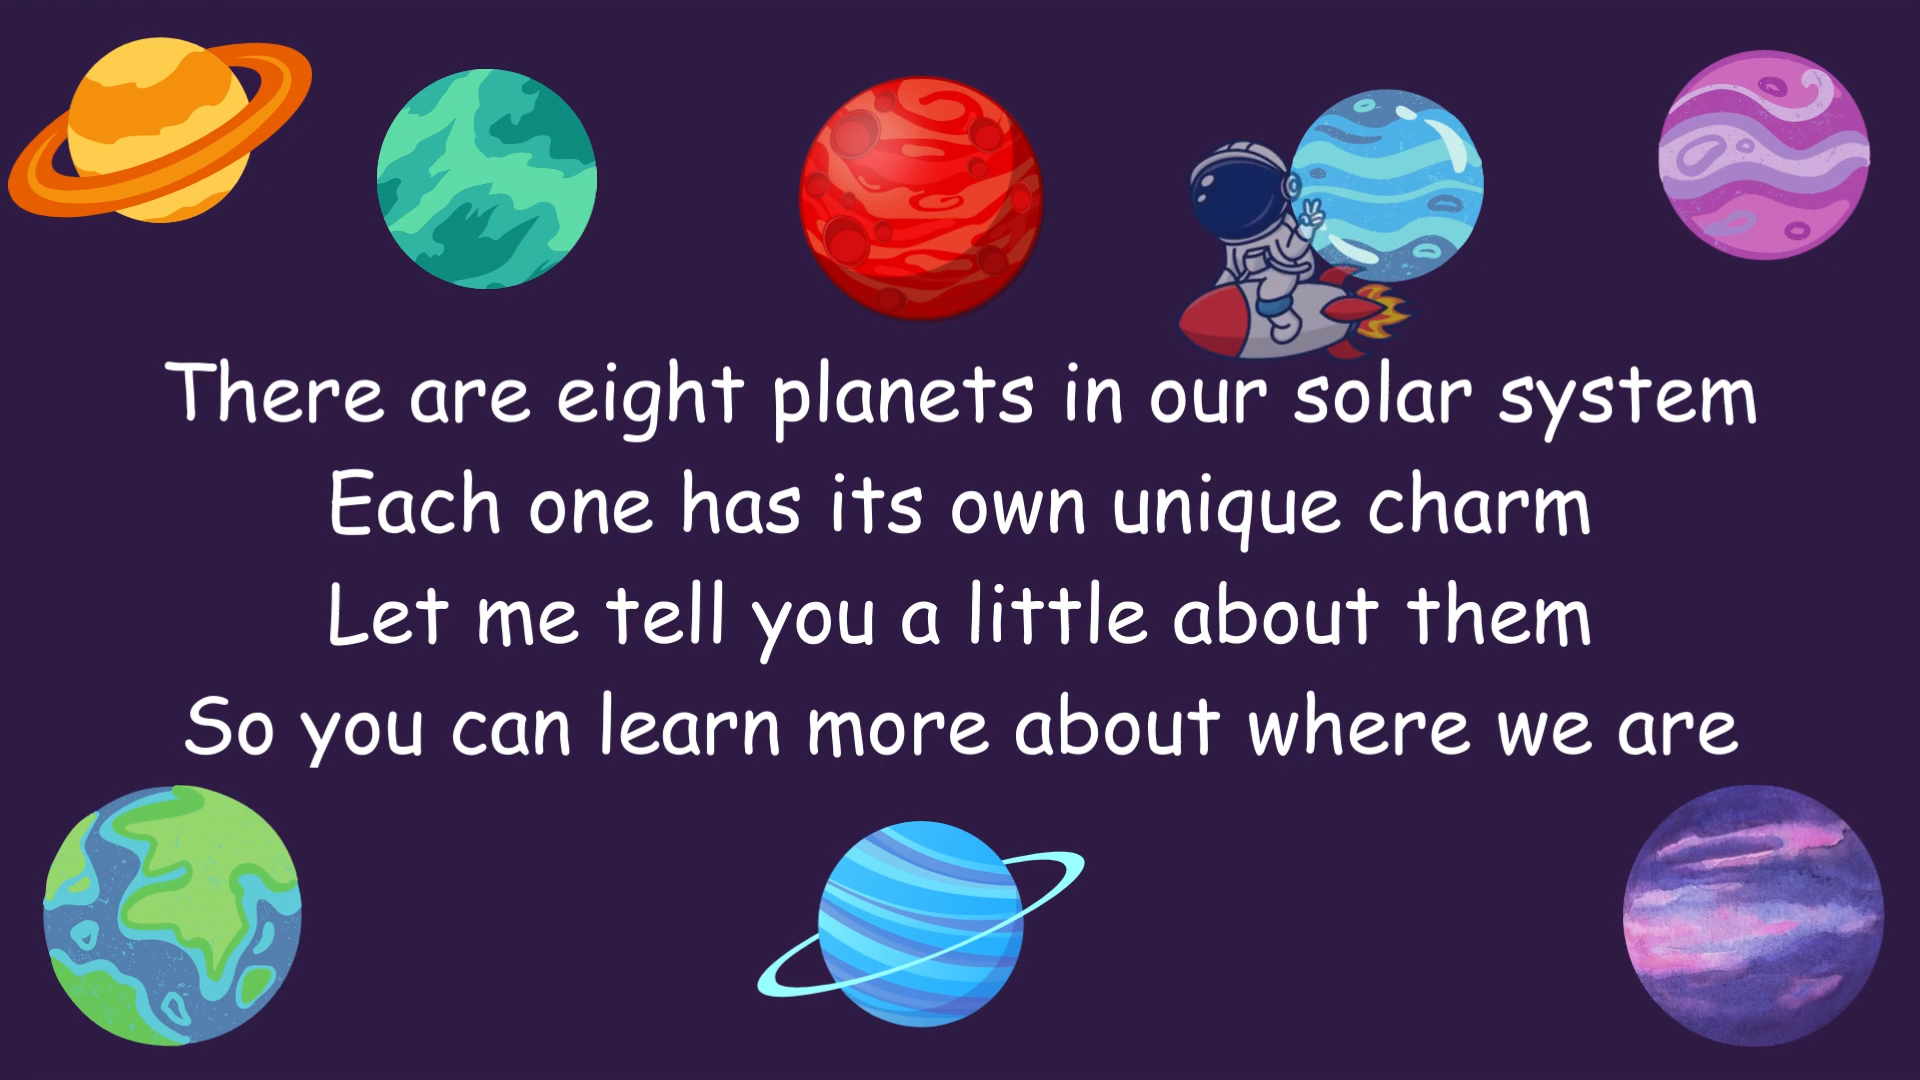 There are eight planets in our solar system
Each one has its own unique charm
Let me tell you a little about them
So you can learn more about where we are